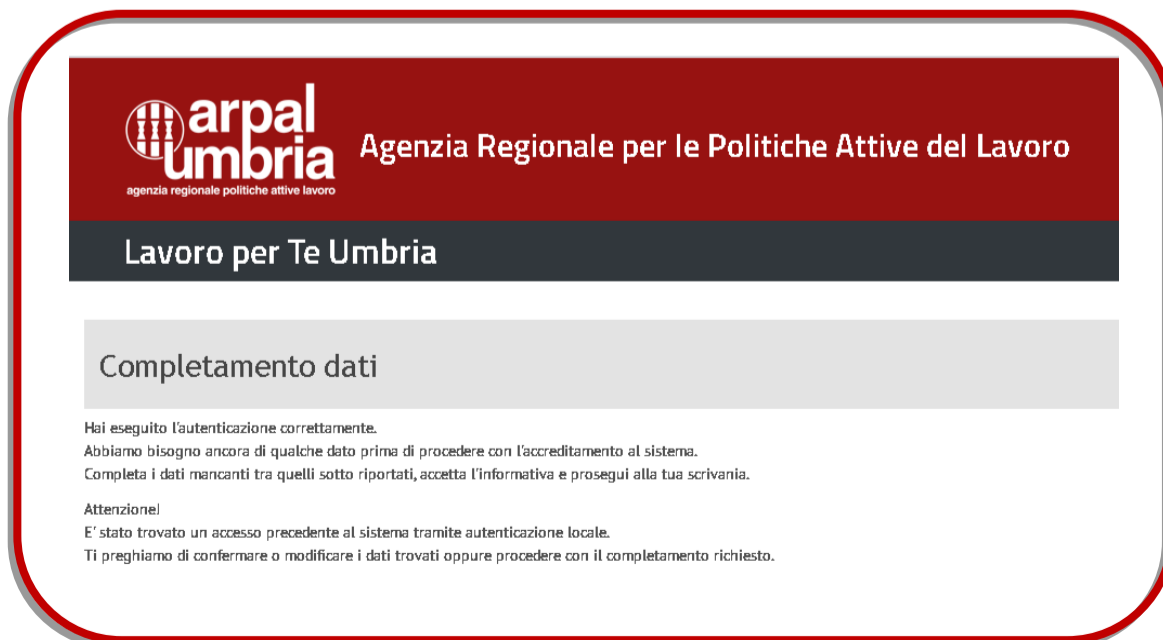 arpal
umbria
agenzia regionale politiche attive lavoro
Agenzia Regionale per le Politiche Attive del Lavoro
Lavoro per Te Umbria
Completamento dati
Hai eseguito l'autenticazione correttamente.
Abbiamo bisogno ancora di qualche dato prima di procedere con l'accreditamento al sistema.
Completa i dati mancanti tra quelli sotto riportati, accetta l'informativa e prosegui alla tua scrivania.
Attenzione!
E' stato trovato un accesso precedente al sistema tramite autenticazione locale.
Ti preghiamo di confermare o modificare i dati trovati oppure procedere con il completamento richiesto.